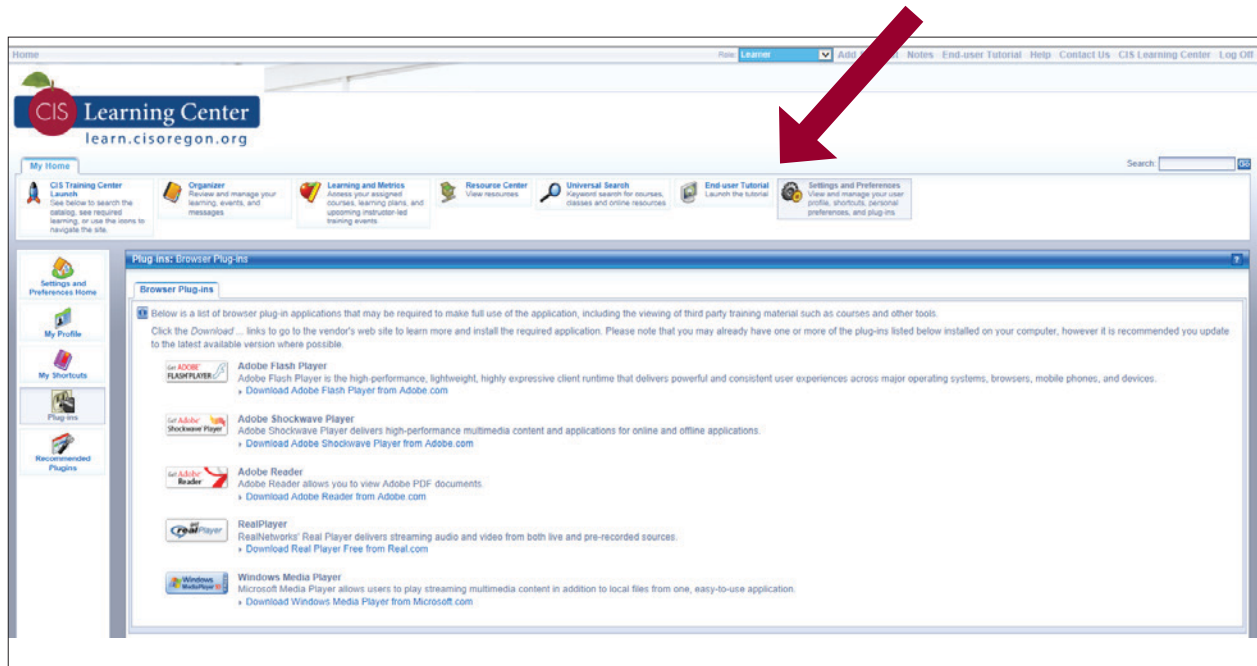 Home Role: Learner Notes End-user Tutorial Help Contact Us CIS Learning Center Log Off
CIS Learning Center
learn.cisoregon.org
My Home Search: Go
CIS Training Center
Launch
See below to search the
catalog, see required
learning, or use the icons to
navigate the site.
Organizer
Review and manage your
learning, events, and
messages
Learning and Metrics
Access your assigned
courses, learning plans, and
upcoming instructor-led
training events
Resource Center
View resources
Universal Search
Keyword search for courses,
classes and online resources
End-user Tutorial
Launch the tutorial
Settings and Preferences
View and manage your user
profile, shortcuts, personal
preferences, and plug-ins
Settings and
Preferences Home
My Profile
My Shortcuts
Plug-ins
Recommended
Plugins
Plug-ins: Browser Plug-ins ?
Browser Plug-ins
Below is a list of browser plug-in applications that may be required to make full use of the application, including the viewing of third party training material such as courses and other tools.
Click the Download ... links to go to the vendor's web site to learn more and install the required application. Please note that you may already have one or more of the plug-ins listed below installed on your computer, however it is recommended you update
to the latest available version where possible.
Get ADOBE
FLASH PLAYER
Adobe Flash Player
Adobe Flash Player is the high-performance, lightweight, highly expressive client runtime that delivers powerful and consistent user experiences across major operating systems, browsers, mobile phones, and devices.
Download Adobe Flash Player from Adobe.com
Get Adobe
Shockwave Player
Adobe Shockwave Player
Adobe Shockwave Player delivers high-performance multimedia content and applications for online and offline applications.
Download Adobe Shockwave Player from Adobe.com
Get Adobe
Reader
Adobe Reader
Adobe Reader allows you to view Adobe PDF documents.
Download Adobe Reader from Adobe.com
get
real Player
RealPlayer
RealNetworks' Real Player delivers streaming audio and video from both live and pre-recorded sources.
Download Real Player Free from Real.com
Windows
MediaPlayer
Windows Media Player
Microsoft Media Player allows users to play streaming multimedia content in addition to local files from one, easy-to-use application.
Download Windows Media Player from Microsoft.com